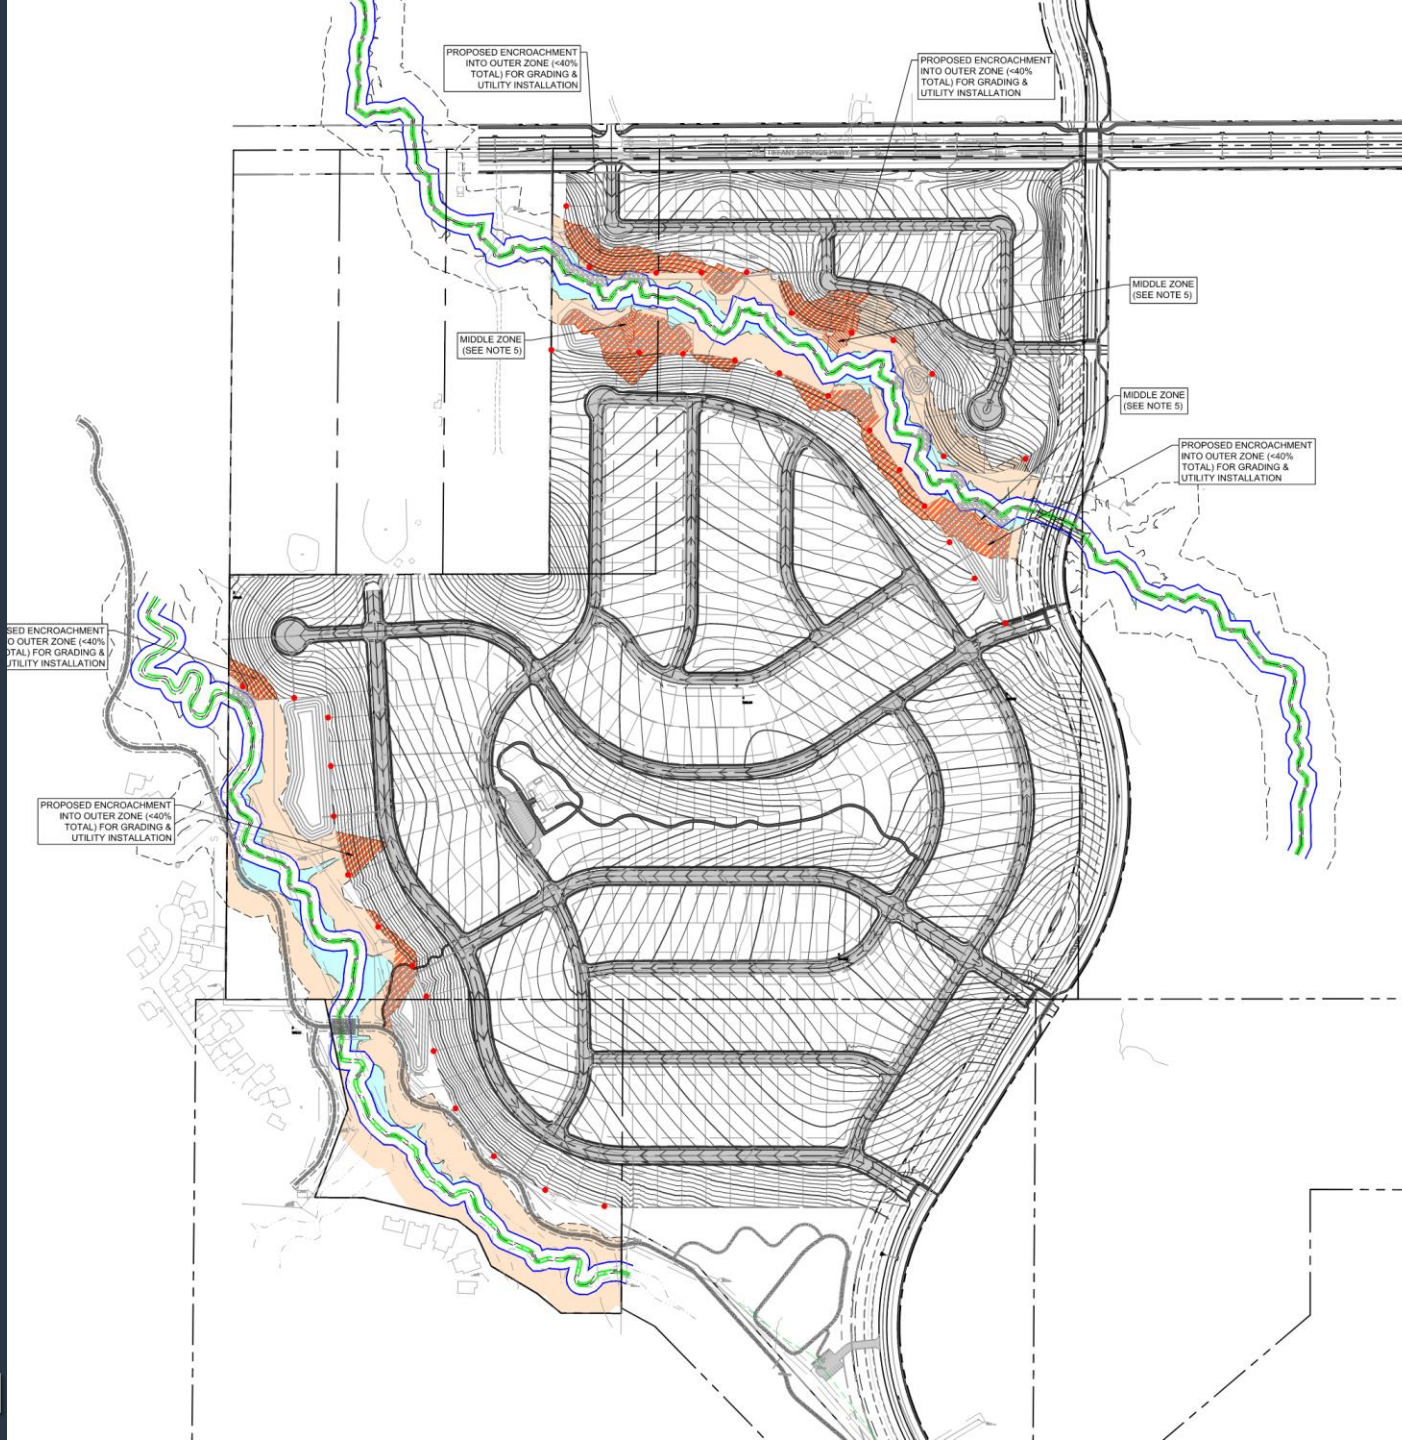 PROPOSED ENCROACHMENT
INTO OUTER ZONE (<40%
TOTAL) FOR GRADING &
UTILITY INSTALLATION
PROPOSED ENCROACHMENT
INTO OUTER ZONE (<40%
TOTAL) FOR GRADING &
UTILITY INSTALLATION
TIFFANY SPRINGS PKWY
MIDDLE ZONE
(SEE NOTE 5)
MIDDLE ZONE
(SEE NOTE 5)
MIDDLE ZONE
(SEE NOTE 5)
PROPOSED ENCROACHMENT
INTO OUTER ZONE (<40%
TOTAL) FOR GRADING &
UTILITY INSTALLATION
SED ENCROACHMENT
O OUTER ZONE (<40%
OTAL) FOR GRADING &
UTILITY INSTALLATION
PROPOSED ENCROACHMENT
INTO OUTER ZONE (<40%
TOTAL) FOR GRADING &
UTILITY INSTALLATION